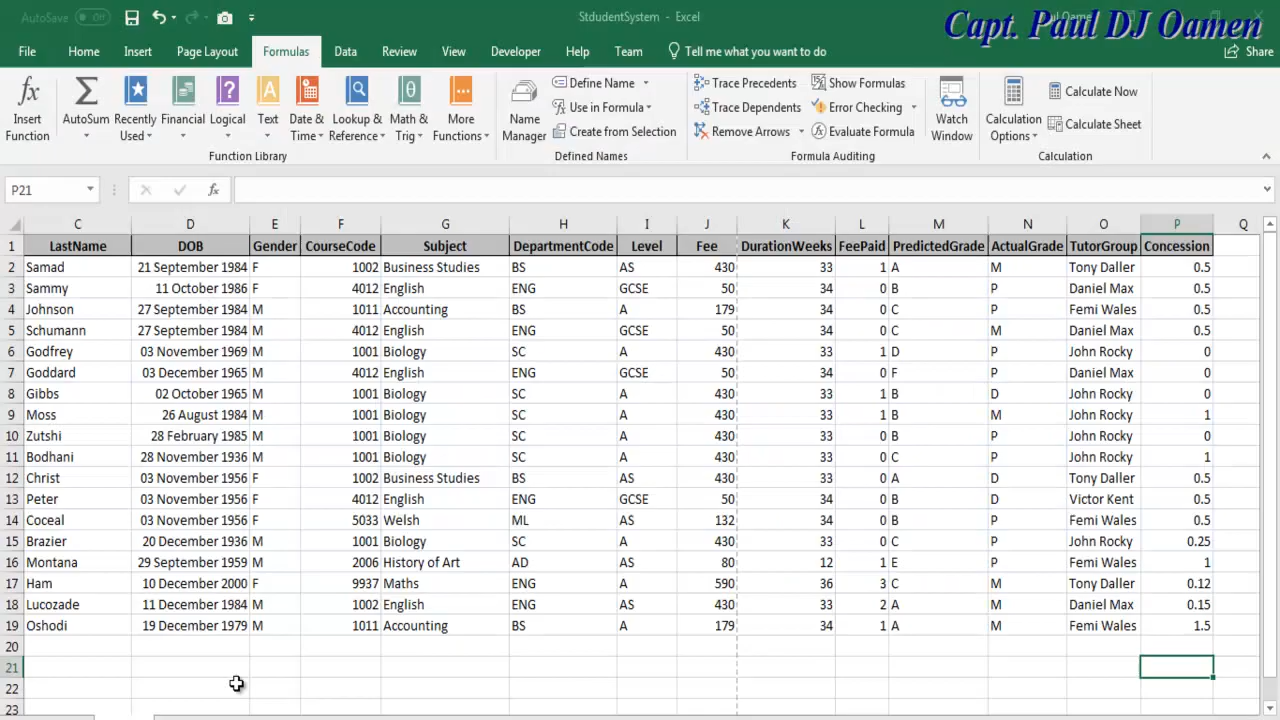 AutoSave Off StdudentSystem - Excel
Capt. Paul DJ Oamen
File Home Insert Page Layout Formulas Data Review View Developer Help Team Tell me what you want to do Share
Insert Function AutoSum Recently Used Financial Logical Text Date & Time Lookup & Reference Math & Trig More Functions
Function Library
Name Manager Define Name Use in Formula Create from Selection
Defined Names
Trace Precedents Trace Dependents Remove Arrows Show Formulas Error Checking Evaluate Formula
Formula Auditing
Watch Window
Calculation Options Calculate Now Calculate Sheet
Calculation
P21 fx
C D E F G H I J K L M N O P Q
1 LastName DOB Gender CourseCode Subject DepartmentCode Level Fee DurationWeeks FeePaid PredictedGrade ActualGrade TutorGroup Concession
2 Samad 21 September 1984 F 1002 Business Studies BS AS 430 33 1 A M Tony Daller 0.5
3 Sammy 11 October 1986 F 4012 English ENG GCSE 50 34 0 B P Daniel Max 0.5
4 Johnson 27 September 1984 M 1011 Accounting BS A 179 34 0 C P Femi Wales 0.5
5 Schumann 27 September 1984 M 4012 English ENG GCSE 50 34 0 C M Daniel Max 0.5
6 Godfrey 03 November 1969 M 1001 Biology SC A 430 33 1 D P John Rocky 0
7 Goddard 03 December 1965 M 4012 English ENG GCSE 50 34 0 F P Daniel Max 0
8 Gibbs 02 October 1965 M 1001 Biology SC A 430 33 1 B D John Rocky 0
9 Moss 26 August 1984 M 1001 Biology SC A 430 33 1 B M John Rocky 1
10 Zutshi 28 February 1985 M 1001 Biology SC A 430 33 0 B P John Rocky 0
11 Bodhani 28 November 1936 M 1001 Biology SC A 430 33 0 C P John Rocky 1
12 Christ 03 November 1956 F 1002 Business Studies BS AS 430 33 0 A D Tony Daller 0.5
13 Peter 03 November 1956 F 4012 English ENG GCSE 50 34 0 B D Victor Kent 0.5
14 Coceal 03 November 1956 F 5033 Welsh ML AS 132 34 0 B P Femi Wales 0.5
15 Brazier 20 December 1936 M 1001 Biology SC A 430 33 0 C P John Rocky 0.25
16 Montana 29 September 1959 M 2006 History of Art AD AS 80 12 1 E P Femi Wales 1
17 Ham 10 December 2000 F 9937 Maths ENG A 590 36 3 C M Tony Daller 0.12
18 Lucozade 11 December 1984 M 1002 English ENG AS 430 33 2 A M Daniel Max 0.15
19 Oshodi 19 December 1979 M 1011 Accounting BS A 179 34 1 A M Femi Wales 1.5
20
21
22
23